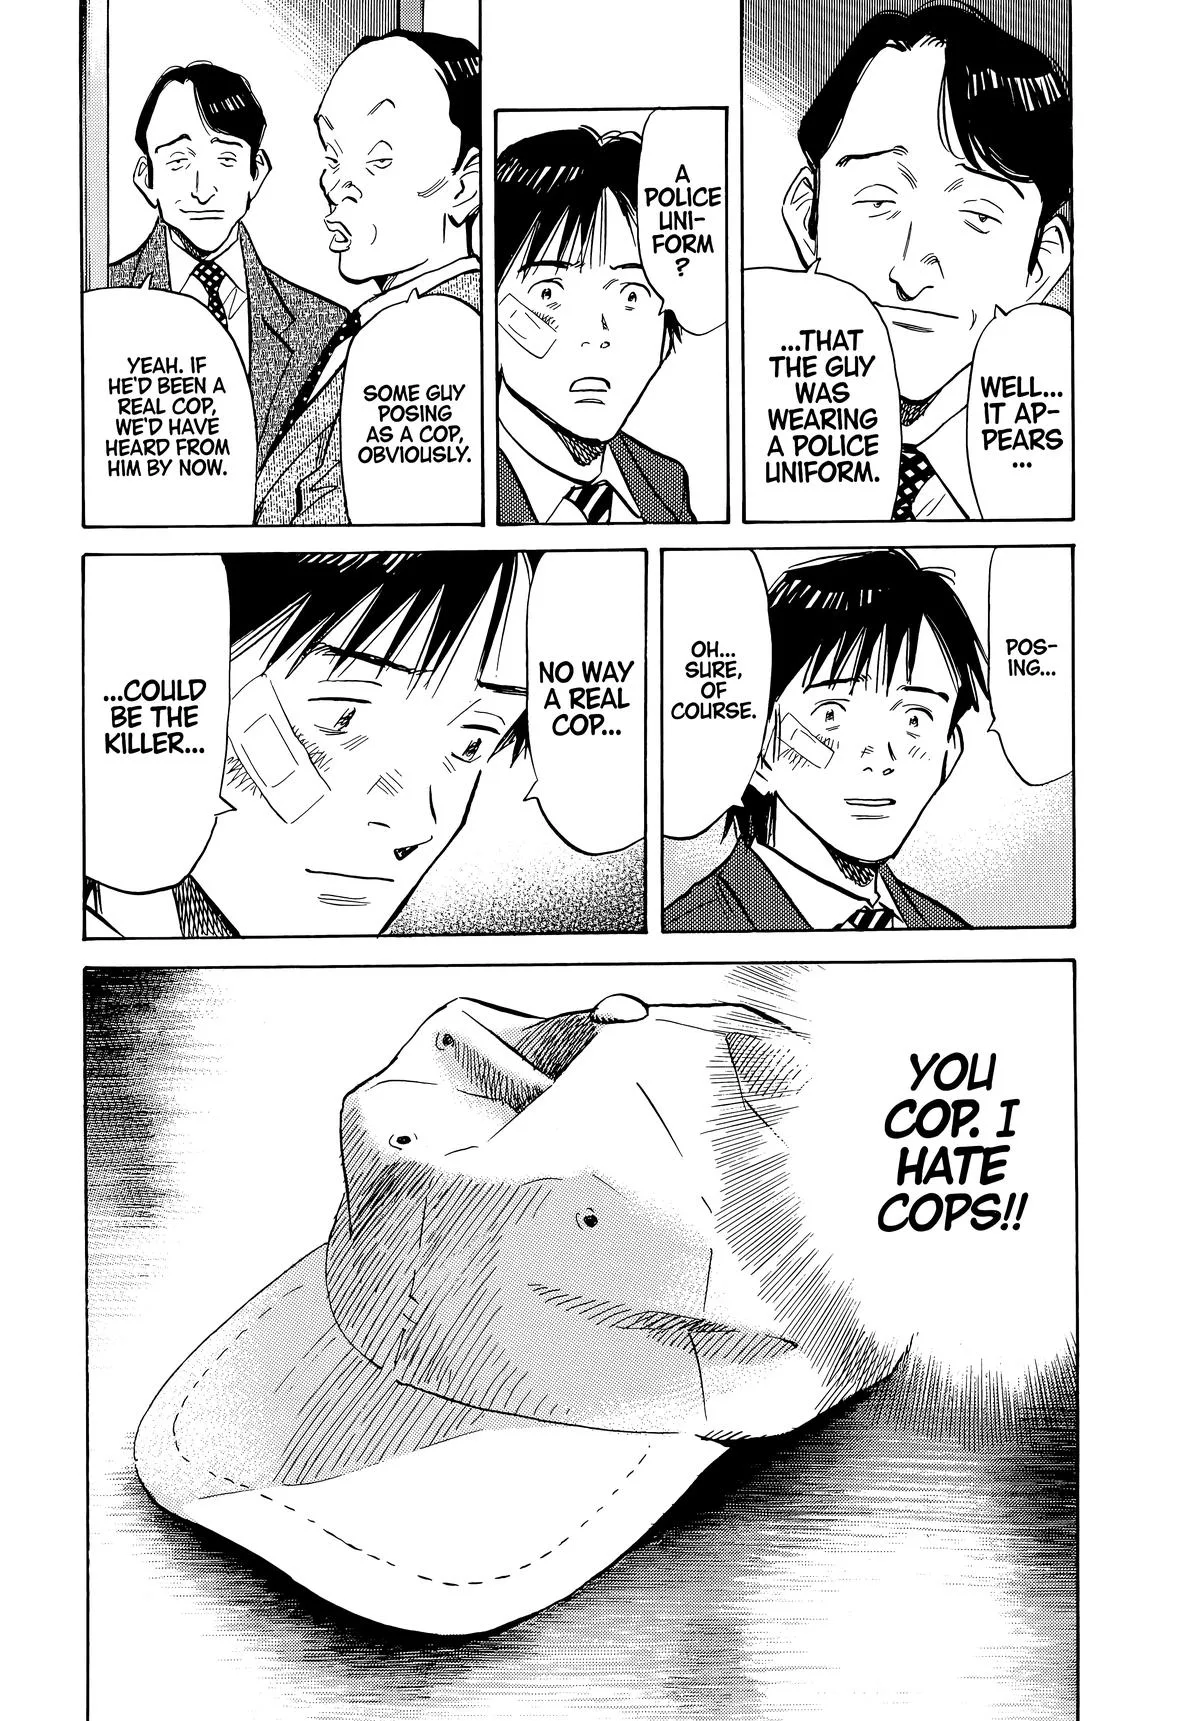 WELL...
IT AP-
PEARS
...
...THAT
THE GUY
WAS
WEARING
A POLICE
UNIFORM.
A
POLICE
UNI-
FORM
?
SOME GUY
POSING
AS A COP,
OBVIOUSLY.
YEAH. IF
HE'D BEEN A
REAL COP,
WE'D HAVE
HEARD FROM
HIM BY NOW.
POS-
ING...
OH...
SURE,
OF
COURSE.
NO WAY
A REAL
COP...
...COULD
BE THE
KILLER...
YOU
COP. I
HATE
COPS!!